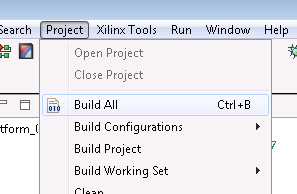 Search Project Xilinx Tools Run Window Help
Open Project
Close Project
Build All Ctrl+B
Build Configurations
Build Project
Build Working Set
Clean